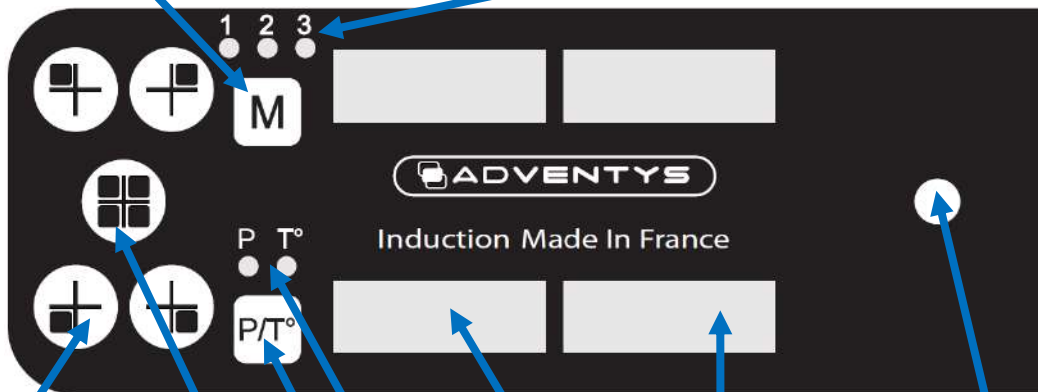 1 2 3
M
ADVENTYS
P T°
Induction Made In France
P/T°